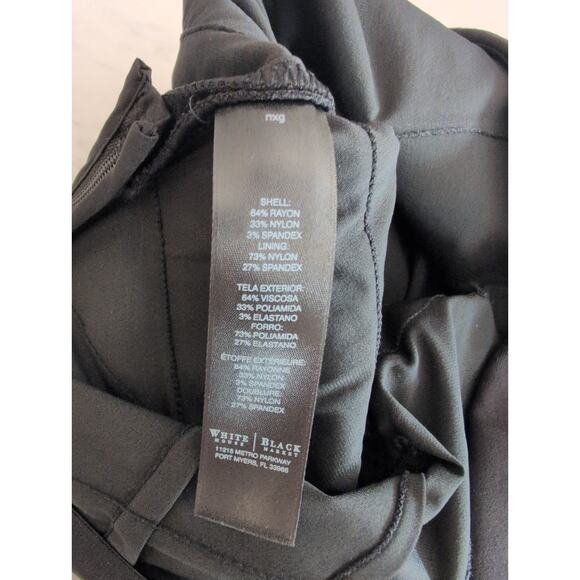 nxg
SHELL:
64% RAYON
33% NYLON
3% SPANDEX
LINING:
73% NYLON
27% SPANDEX
TELA EXTERIOR:
64% VISCOSA
33% POLIAMIDA
3% ELASTANO
FORRO:
73% POLIAMIDA
27% ELASTANO
ÉTOFFE EXTÉRIEURE:
64% RAYONNE
33% NYLON
3% SPANDEX
DOUBLURE:
73% NYLON
27% SPANDEX
WHITE | BLACK
HOUSE MARKET
11215 METRO PARKWAY
FORT MYERS, FL 33966